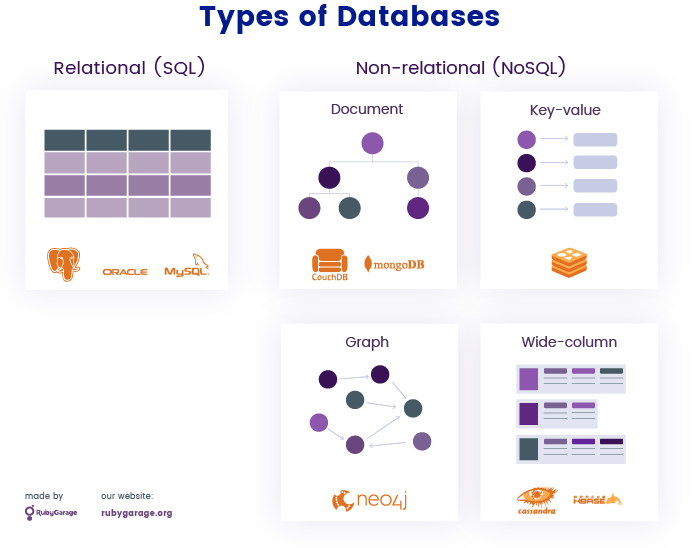 Types of Databases
Relational (SQL)
Non-relational (NoSQL)
Document
Key-value
ORACLE
MySQL
CouchDB
mongoDB
Graph
Wide-column
neo4j
cassandra
HBASE
made by
our website:
RubyGarage
rubygarage.org